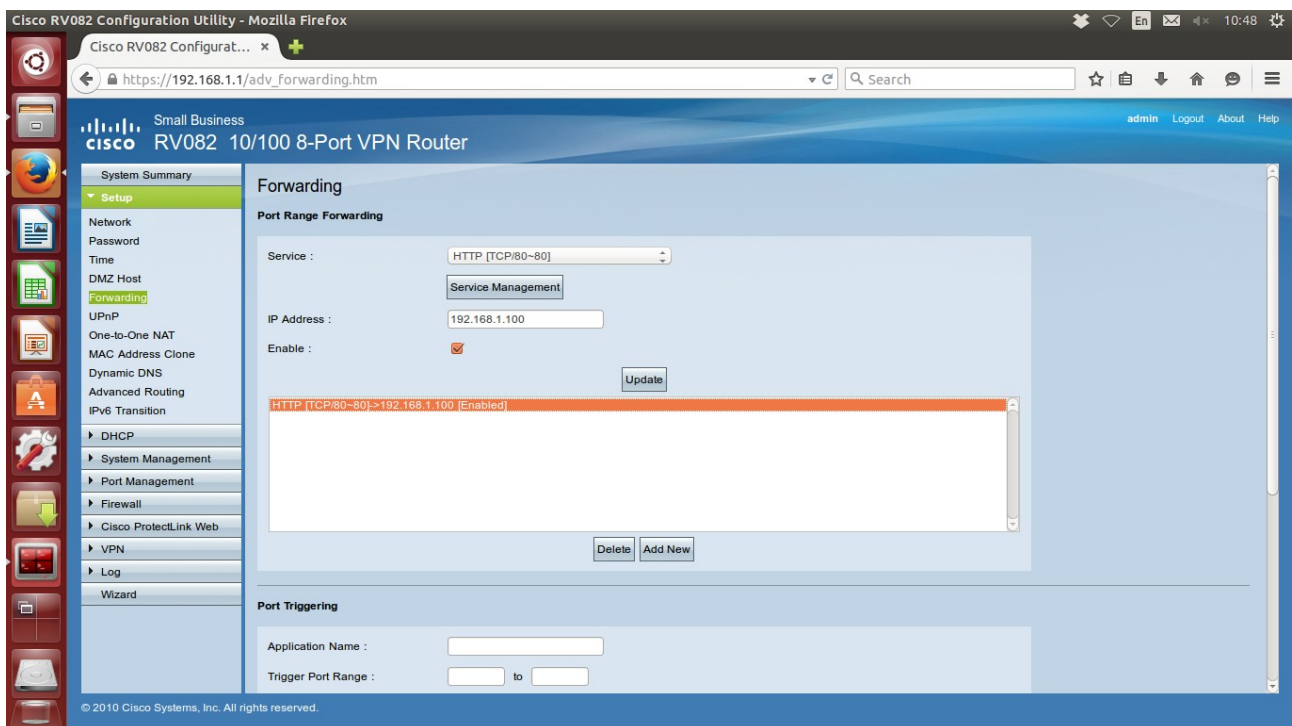 Cisco RV082 Configuration Utility - Mozilla Firefox
En
10:48
Cisco RV082 Configurat... ×
https://192.168.1.1/adv_forwarding.htm
Search
Small Business
cisco RV082 10/100 8-Port VPN Router
admin Logout About Help
System Summary
Setup
Network
Password
Time
DMZ Host
Forwarding
UPnP
One-to-One NAT
MAC Address Clone
Dynamic DNS
Advanced Routing
IPv6 Transition
DHCP
System Management
Port Management
Firewall
Cisco ProtectLink Web
VPN
Log
Wizard
Forwarding
Port Range Forwarding
Service : HTTP [TCP/80~80]
Service Management
IP Address : 192.168.1.100
Enable :
Update
HTTP [TCP/80~80]->192.168.1.100 [Enabled]
Delete Add New
Port Triggering
Application Name :
Trigger Port Range : to
© 2010 Cisco Systems, Inc. All rights reserved.